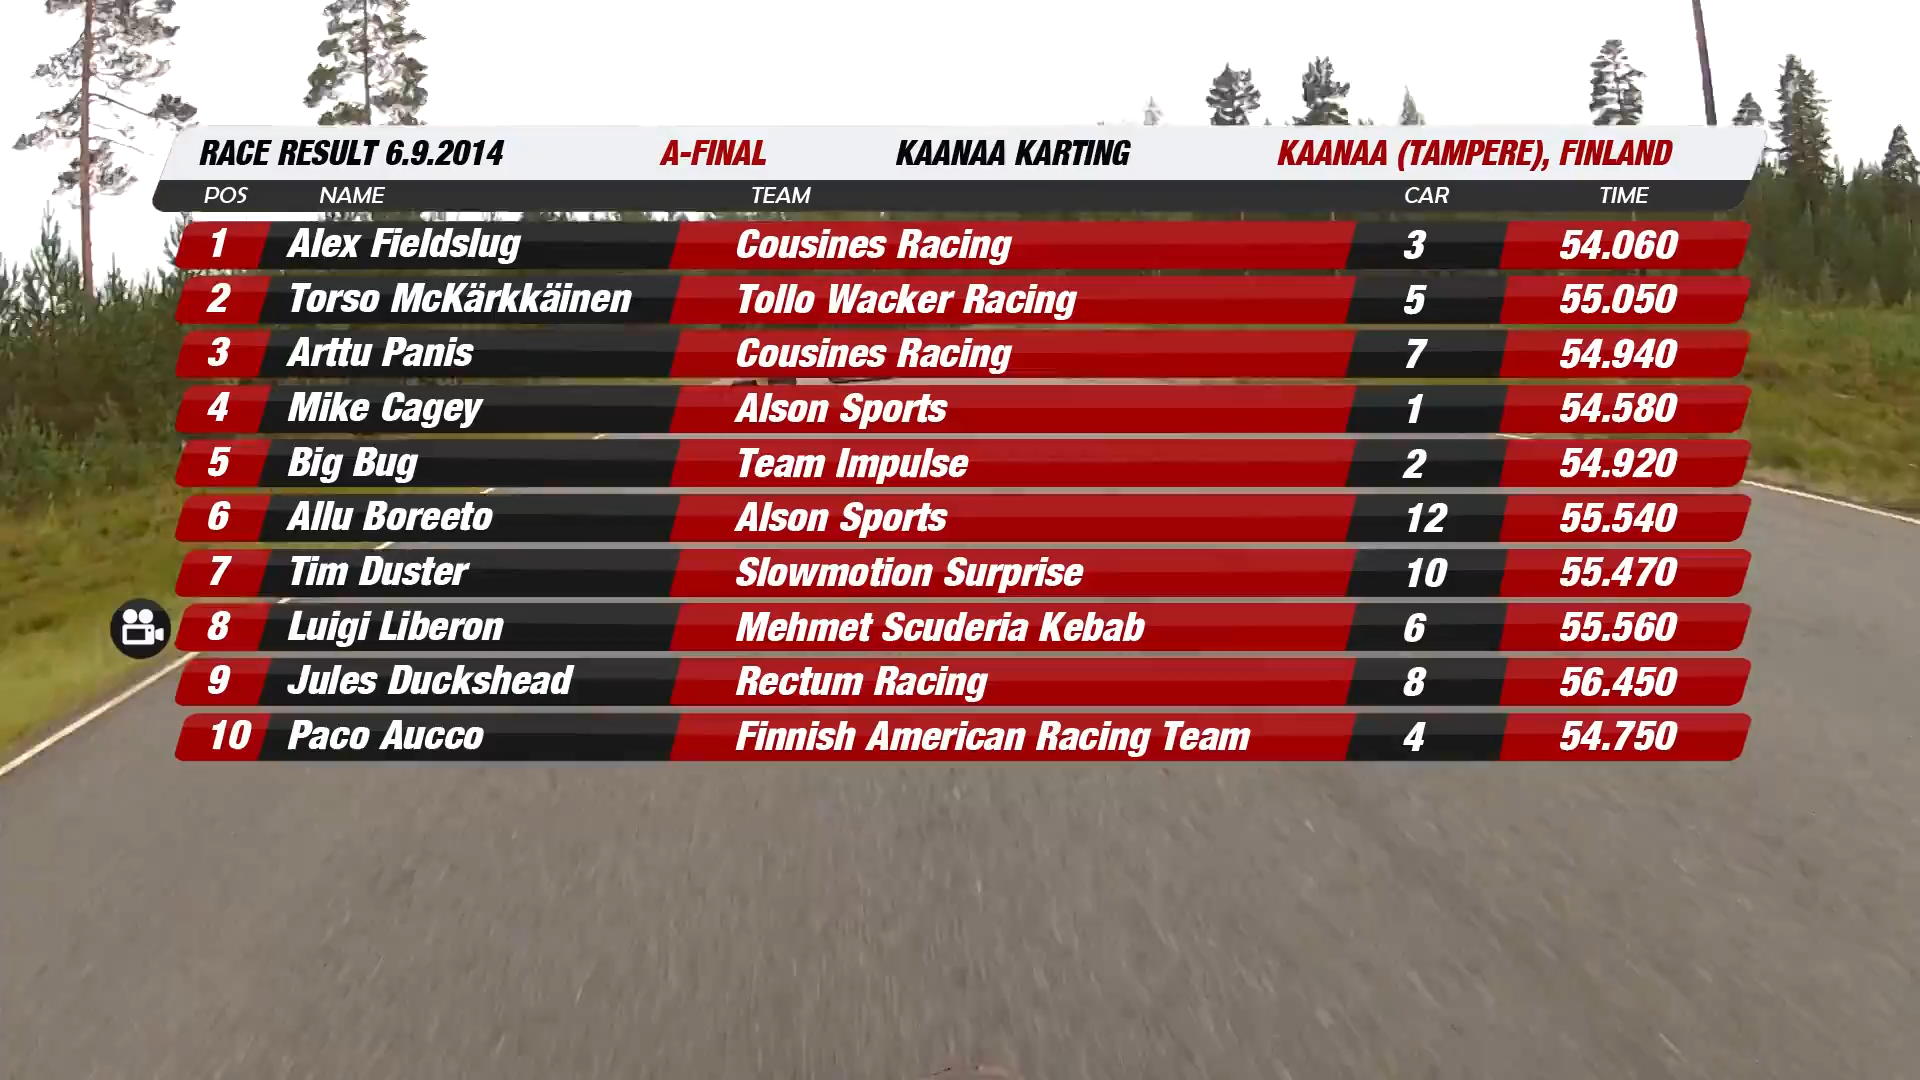 RACE RESULT 6.9.2014 A-FINAL KAANAA KARTING KAANAA (TAMPERE), FINLAND
POS NAME TEAM CAR TIME
1 Alex Fieldslug Cousines Racing 3 54.060
2 Torso McKärkkäinen Tollo Wacker Racing 5 55.050
3 Arttu Panis Cousines Racing 7 54.940
4 Mike Cagey Alson Sports 1 54.580
5 Big Bug Team Impulse 2 54.920
6 Allu Boreeto Alson Sports 12 55.540
7 Tim Duster Slowmotion Surprise 10 55.470
8 Luigi Liberon Mehmet Scuderia Kebab 6 55.560
9 Jules Duckshead Rectum Racing 8 56.450
10 Paco Aucco Finnish American Racing Team 4 54.750